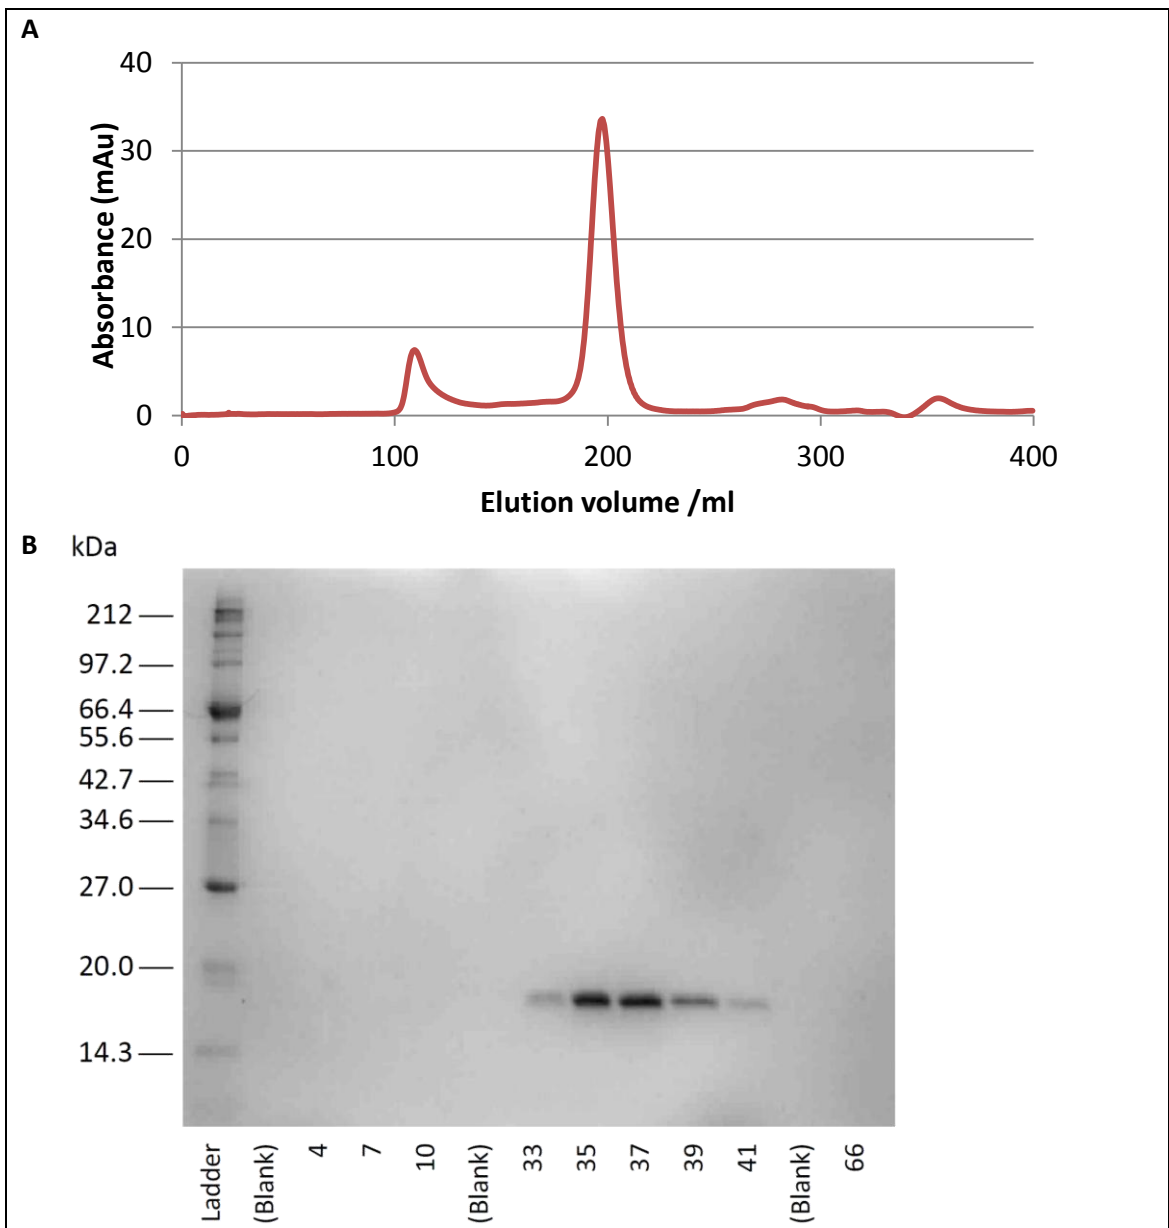 A
40
30
20
10
0
Absorbance (mAu)
0 100 200 300 400
Elution volume /ml
B kDa
212
97.2
66.4
55.6
42.7
34.6
27.0
20.0
14.3
Ladder (Blank) 4 7 10 (Blank) 33 35 37 39 41 (Blank) 66